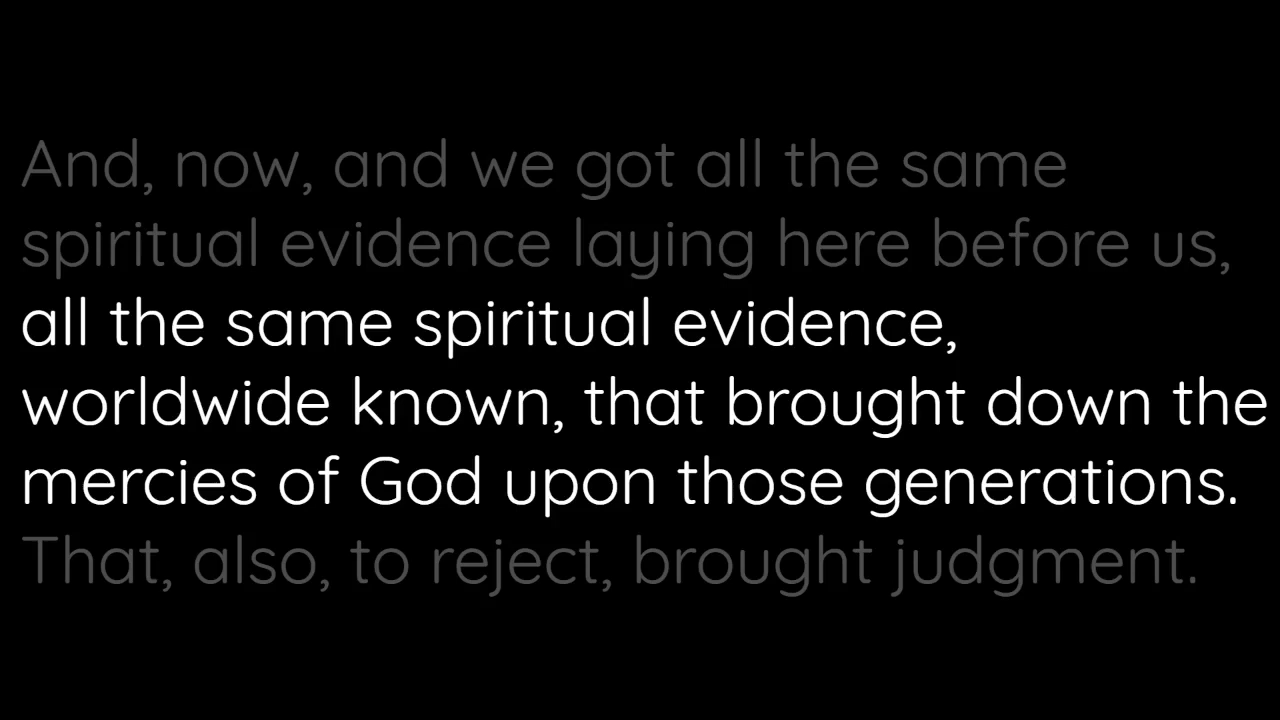 And, now, and we got all the same
spiritual evidence laying here before us,
all the same spiritual evidence,
worldwide known, that brought down the
mercies of God upon those generations.
That, also, to reject, brought judgment.